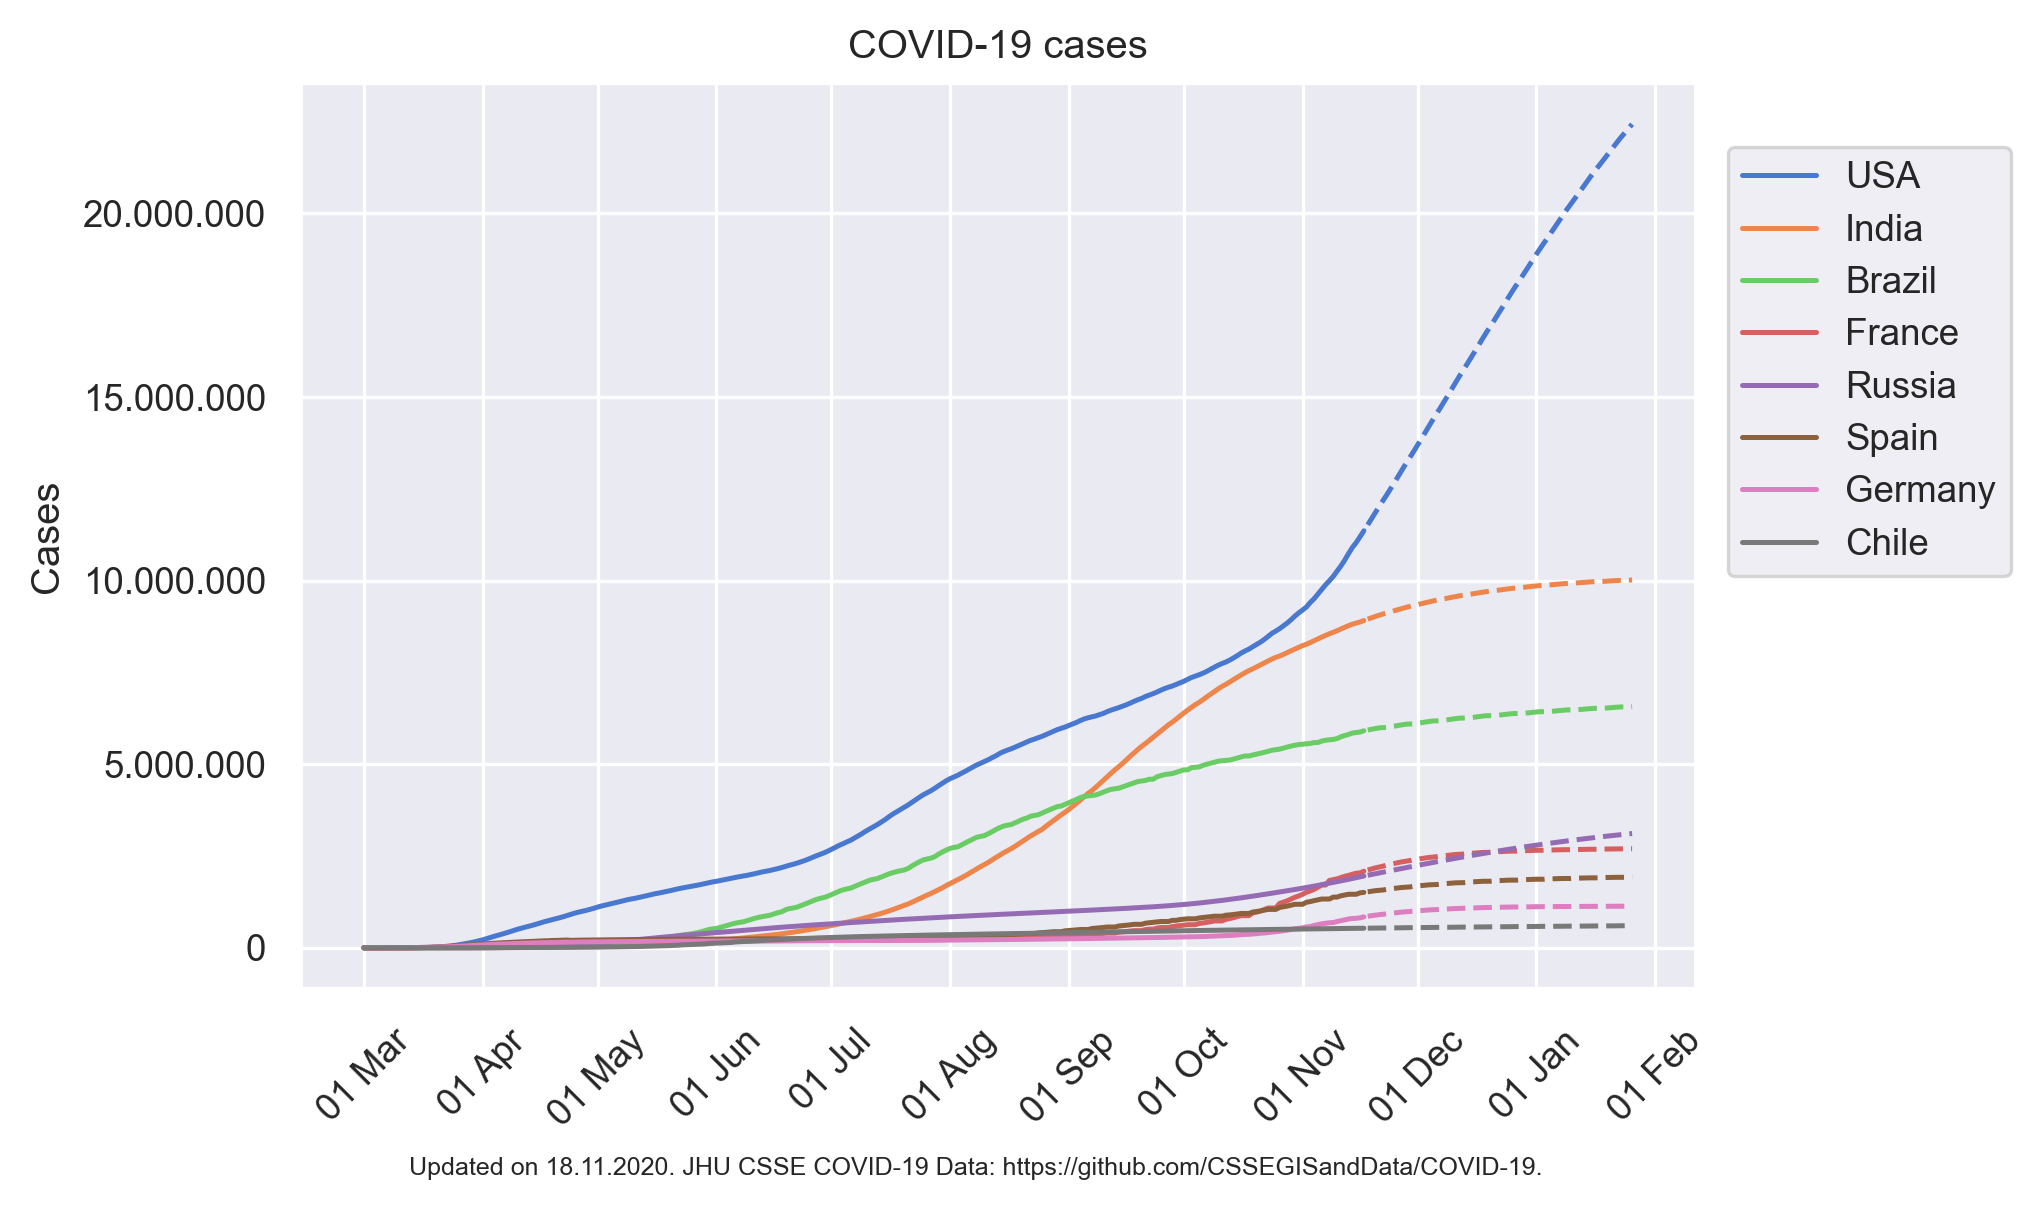 COVID-19 cases
Cases
20.000.000
15.000.000
10.000.000
5.000.000
0
01 Mar
01 Apr
01 May
01 Jun
01 Jul
01 Aug
01 Sep
01 Oct
01 Nov
01 Dec
01 Jan
01 Feb
USA
India
Brazil
France
Russia
Spain
Germany
Chile
Updated on 18.11.2020. JHU CSSE COVID-19 Data: https://github.com/CSSEGISandData/COVID-19.